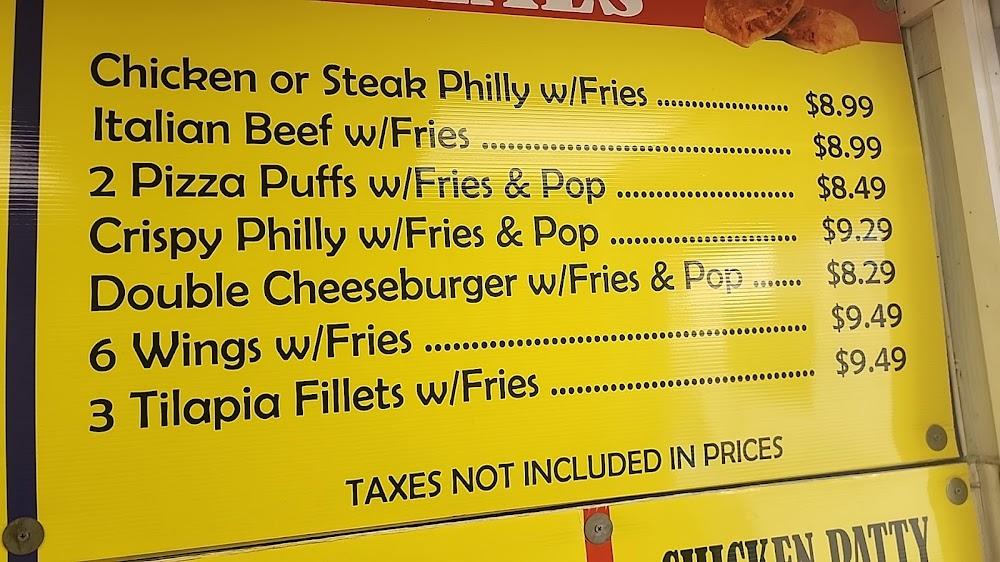 Chicken or Steak Philly w/Fries .................... $8.99
Italian Beef w/Fries ................................................ $8.99
2 Pizza Puffs w/Fries & Pop ........................... $8.49
Crispy Philly w/Fries & Pop ............................ $9.29
Double Cheeseburger w/Fries & Pop ....... $8.29
6 Wings w/Fries .......................................................... $9.49
3 Tilapia Fillets w/Fries ........................................ $9.49
TAXES NOT INCLUDED IN PRICES
CHICKEN PATTY